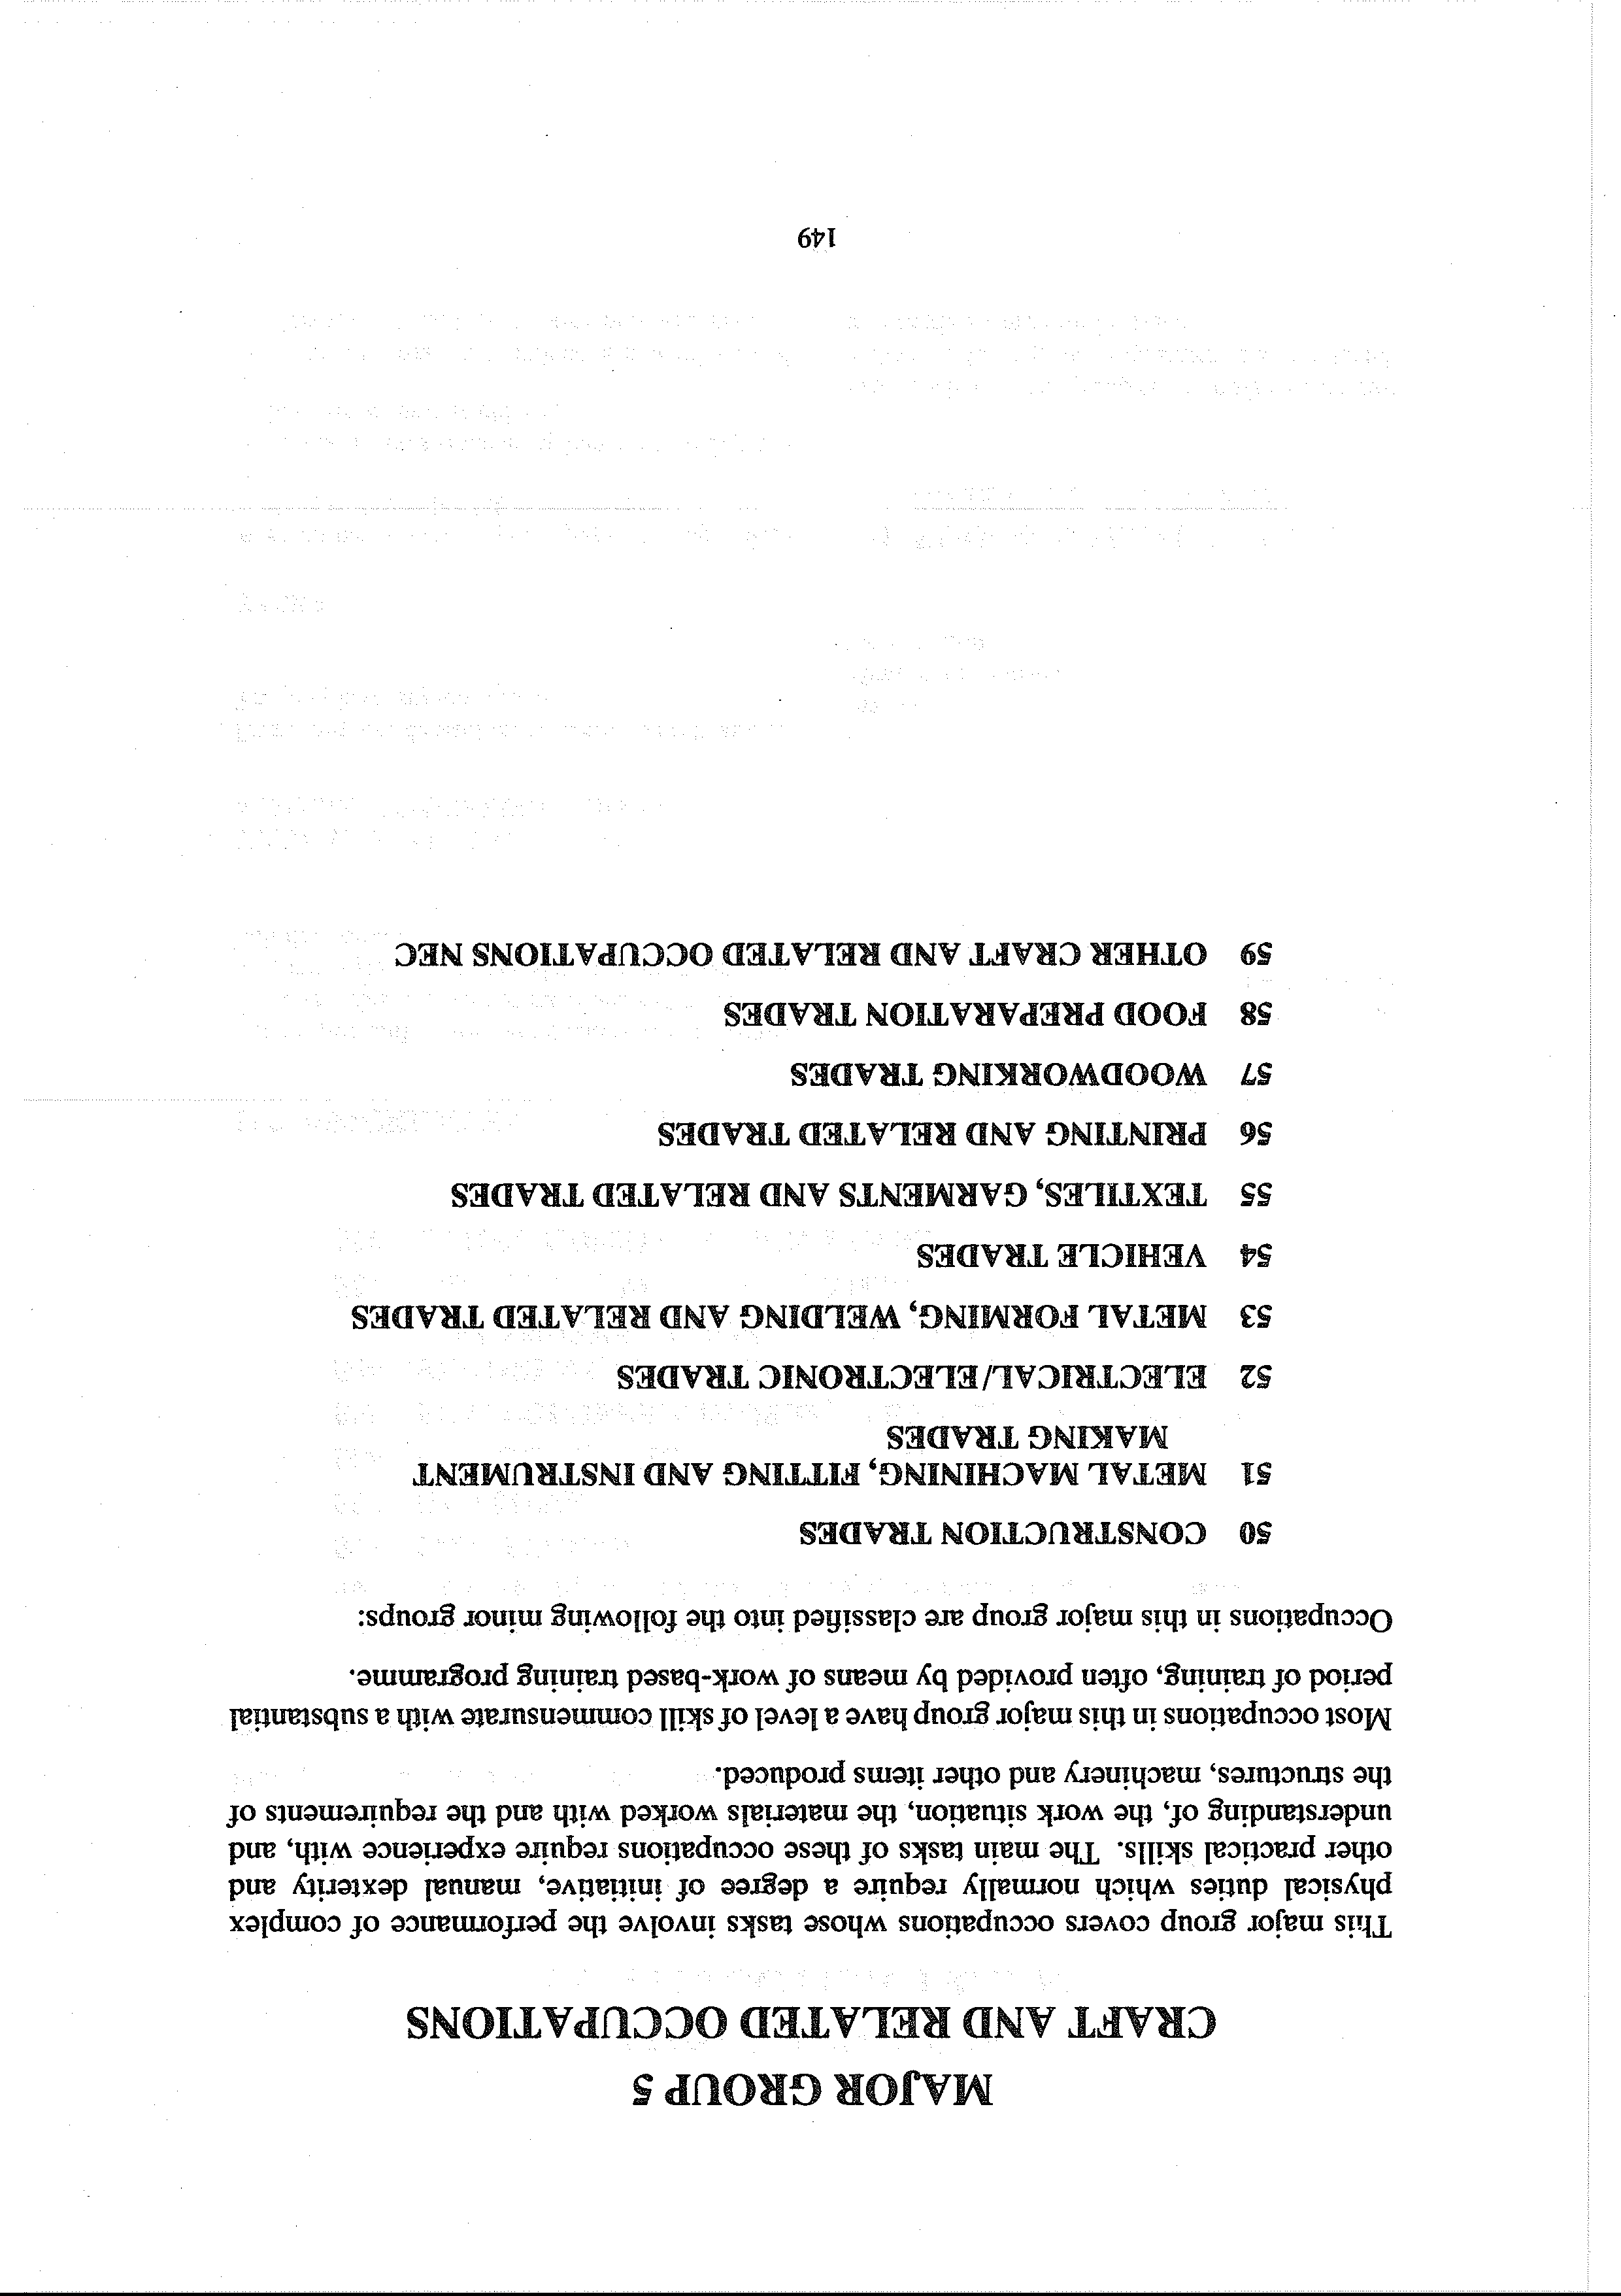 MAJOR GROUP 5
CRAFT AND RELATED OCCUPATIONS
This major group covers occupations whose tasks involve the performance of complex
physical duties which normally require a degree of initiative, manual dexterity and
other practical skills. The main tasks of these occupations require experience with, and
understanding of, the work situation, the materials worked with and the requirements of
the structures, machinery and other items produced.
Most occupations in this major group have a level of skill commensurate with a substantial
period of training, often provided by means of work-based training programme.
Occupations in this major group are classified into the following minor groups:
50 CONSTRUCTION TRADES
51 METAL MACHINING, FITTING AND INSTRUMENT
MAKING TRADES
52 ELECTRICAL/ELECTRONIC TRADES
53 METAL FORMING, WELDING AND RELATED TRADES
54 VEHICLE TRADES
55 TEXTILES, GARMENTS AND RELATED TRADES
56 PRINTING AND RELATED TRADES
57 WOODWORKING TRADES
58 FOOD PREPARATION TRADES
59 OTHER CRAFT AND RELATED OCCUPATIONS NEC
149